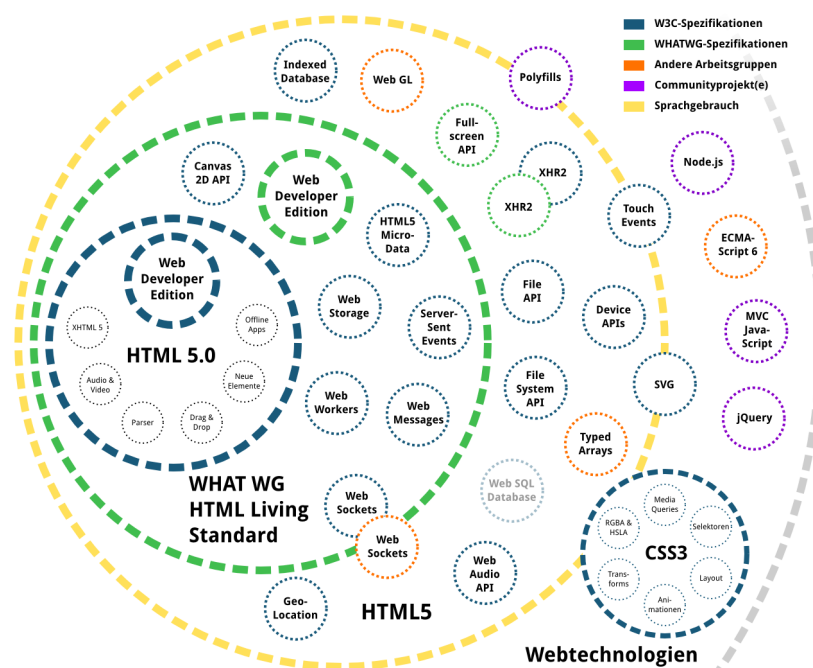 W3C-Spezifikationen
WHATWG-Spezifikationen
Andere Arbeitsgruppen
Communityprojekt(e)
Sprachgebrauch
Indexed
Database
Web GL
Polyfills
Full-
screen
API
Node.js
Canvas
2D API
Web
Developer
Edition
XHR2
XHR2
Touch
Events
HTML5
Micro-
Data
ECMA-
Script 6
Web
Developer
Edition
File
API
Web
Storage
Server-
Sent
Events
Device
APIs
MVC
Java-
Script
XHTML 5
Offline
Apps
HTML 5.0
Audio &
Video
Neue
Elemente
Parser
Drag &
Drop
Web
Workers
Web
Messages
File
System
API
SVG
jQuery
Typed
Arrays
WHAT WG
HTML Living
Standard
Web
Sockets
Web
Sockets
Web SQL
Database
Media
Queries
RGBA &
HSLA
Selektoren
CSS3
Trans-
forms
Layout
Ani-
mationen
Web
Audio
API
Geo-
Location
HTML5
Webtechnologien